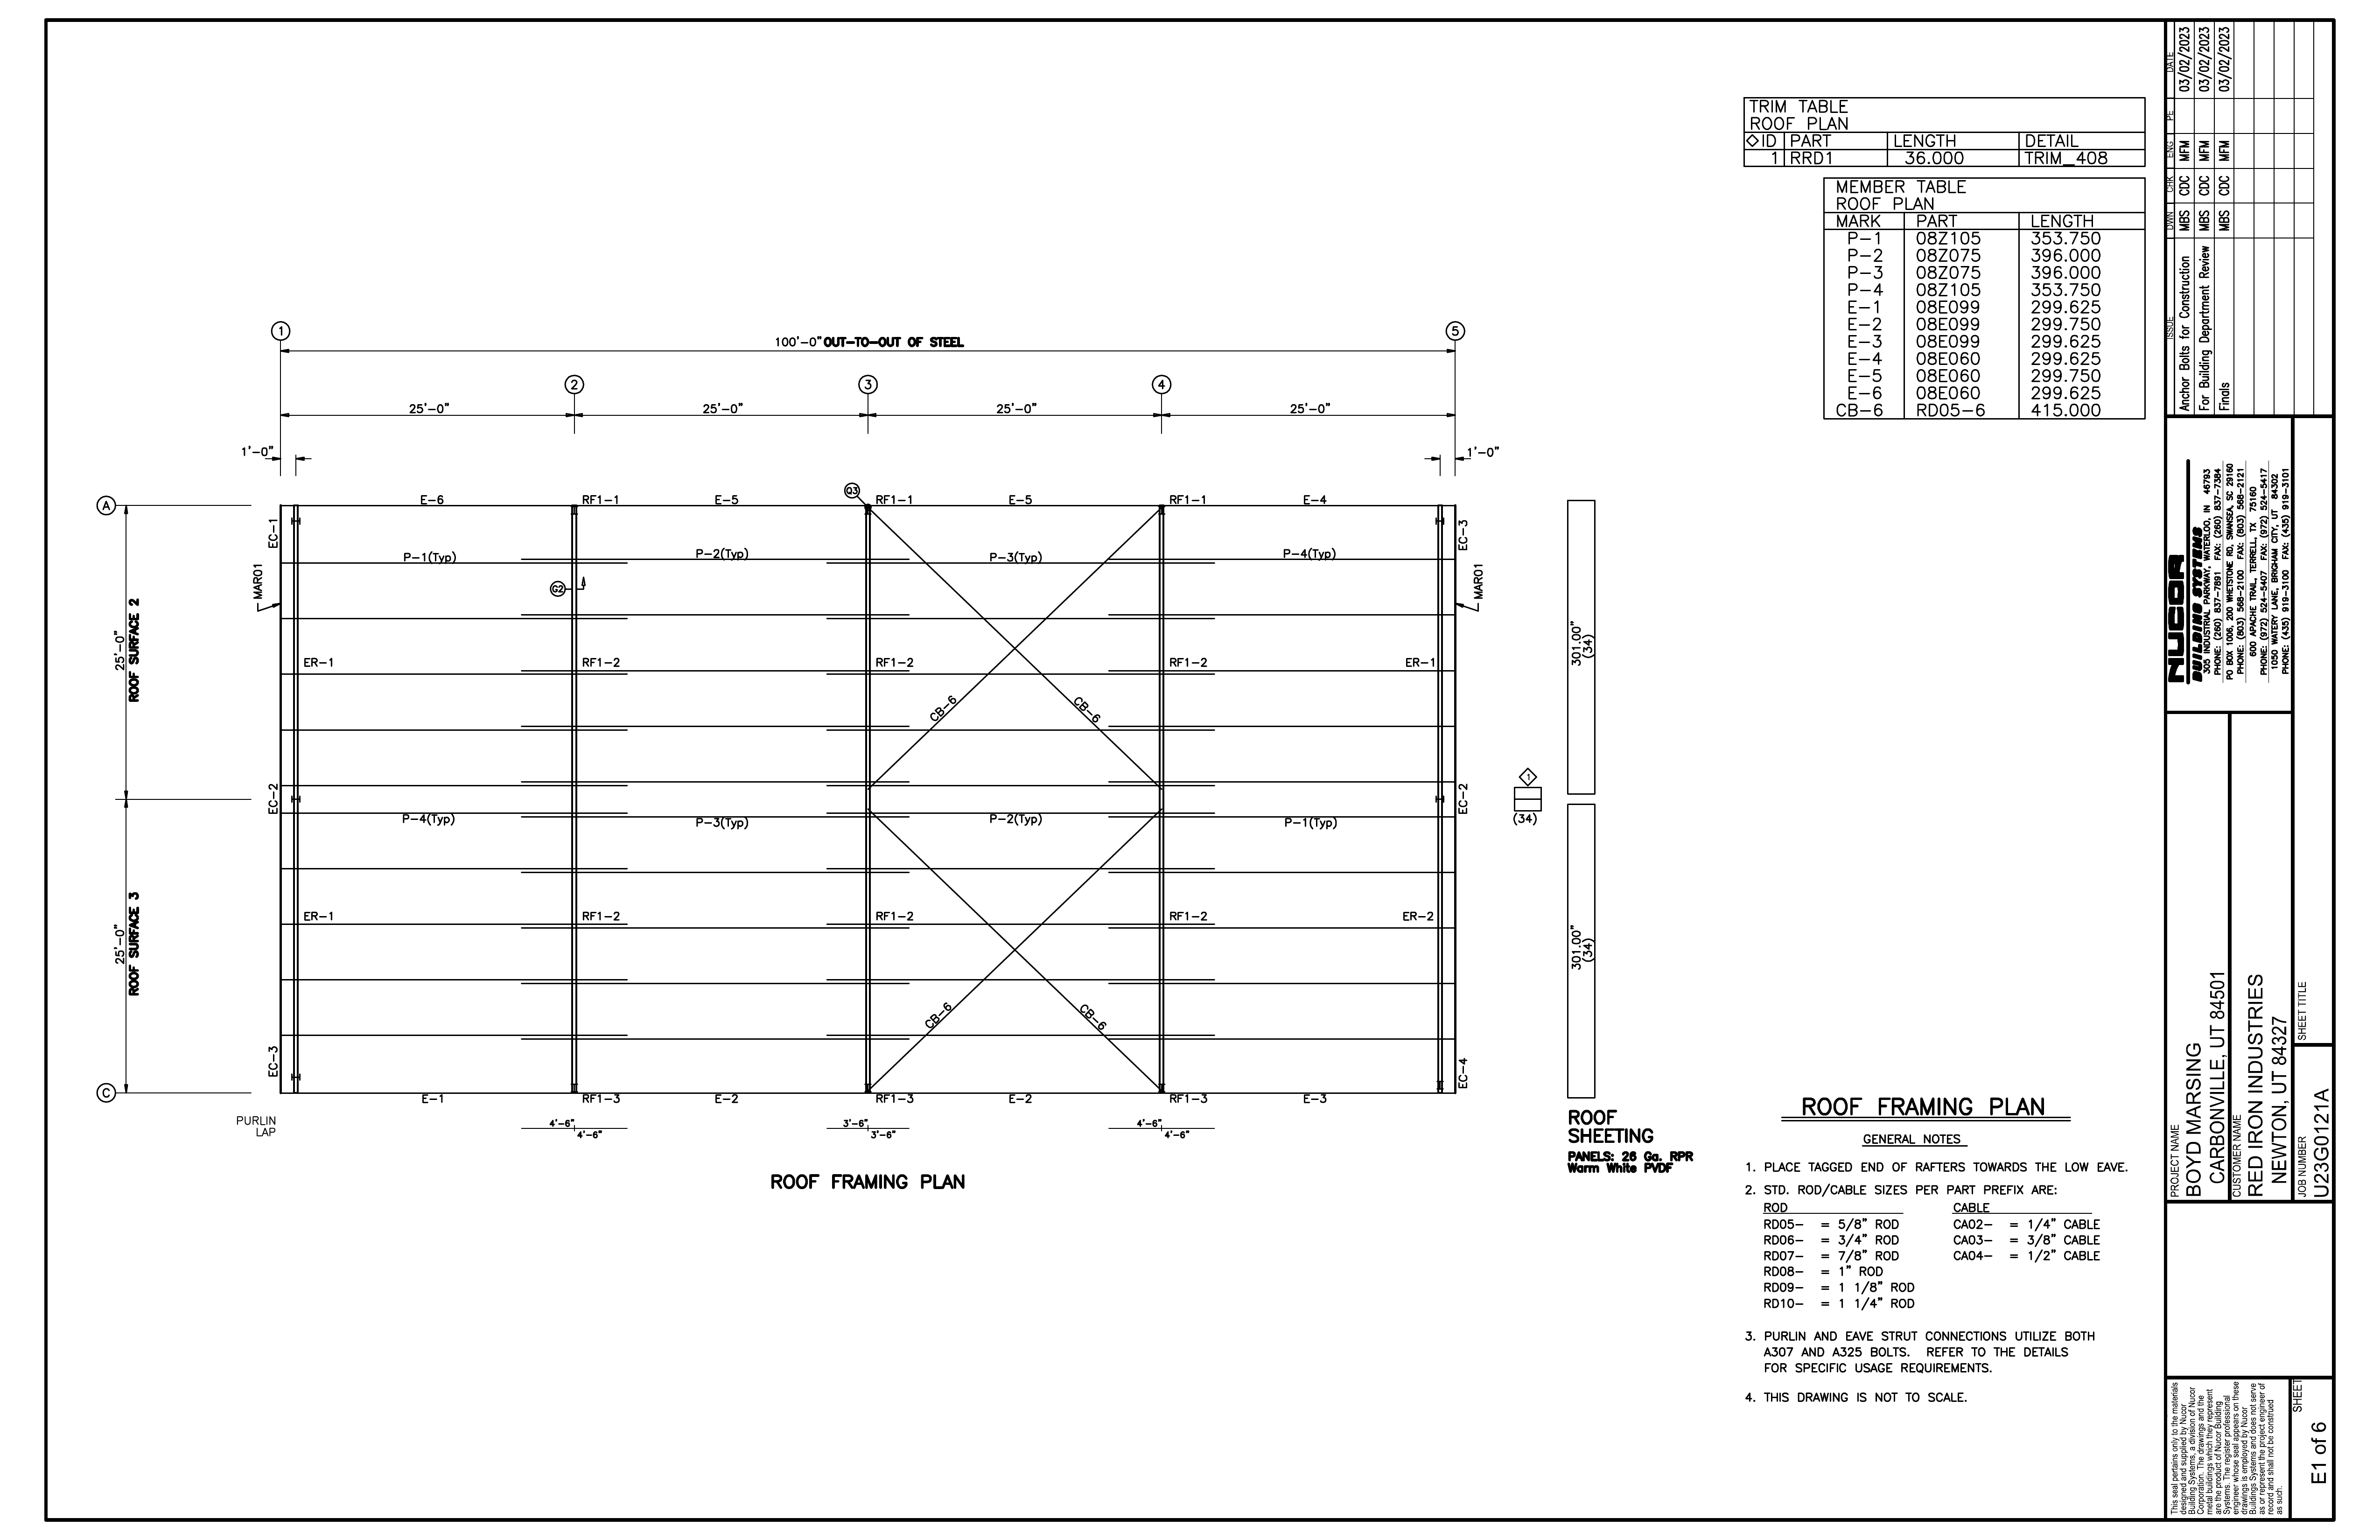 TRIM TABLE
ROOF PLAN
◇ID PART LENGTH DETAIL
1 RRD1 36.000 TRIM_408
MEMBER TABLE
ROOF PLAN
MARK PART LENGTH
P-1 08Z105 353.750
P-2 08Z075 396.000
P-3 08Z075 396.000
P-4 08Z105 353.750
E-1 08E099 299.625
E-2 08E099 299.750
E-3 08E099 299.625
E-4 08E060 299.625
E-5 08E060 299.750
E-6 08E060 299.625
CB-6 RD05-6 415.000
1 5
100'-0" OUT-TO-OUT OF STEEL
2 3 4
25'-0" 25'-0" 25'-0" 25'-0"
1'-0" 1'-0"
Q3
A E-6 RF1-1 E-5 RF1-1 E-5 RF1-1 E-4
EC-1 EC-3
P-1(Typ) P-2(Typ) P-3(Typ) P-4(Typ)
MAR01 G2 MAR01
25'-0"
ROOF SURFACE 2
ER-1 RF1-2 RF1-2 RF1-2 ER-1
CB-6 CB-6
EC-2 EC-2
P-4(Typ) P-3(Typ) P-2(Typ) P-1(Typ)
25'-0"
ROOF SURFACE 3
ER-1 RF1-2 RF1-2 RF1-2 ER-2
CB-6 CB-6
EC-3 EC-4
C E-1 RF1-3 E-2 RF1-3 E-2 RF1-3 E-3
PURLIN
LAP
4'-6" 3'-6" 4'-6"
4'-6" 3'-6" 4'-6"
ROOF FRAMING PLAN
1
(34)
301.00"
(34)
301.00"
(34)
ROOF
SHEETING
PANELS: 26 Ga. RPR
Warm White PVDF
ROOF FRAMING PLAN
GENERAL NOTES
1. PLACE TAGGED END OF RAFTERS TOWARDS THE LOW EAVE.
2. STD. ROD/CABLE SIZES PER PART PREFIX ARE:
ROD CABLE
RD05- = 5/8" ROD CA02- = 1/4" CABLE
RD06- = 3/4" ROD CA03- = 3/8" CABLE
RD07- = 7/8" ROD CA04- = 1/2" CABLE
RD08- = 1" ROD
RD09- = 1 1/8" ROD
RD10- = 1 1/4" ROD
3. PURLIN AND EAVE STRUT CONNECTIONS UTILIZE BOTH
A307 AND A325 BOLTS. REFER TO THE DETAILS
FOR SPECIFIC USAGE REQUIREMENTS.
4. THIS DRAWING IS NOT TO SCALE.
ISSUE DWN CHK ENG PE DATE
Anchor Bolts for Construction MBS CDC MFM 03/02/2023
For Building Department Review MBS CDC MFM 03/02/2023
Finals MBS CDC MFM 03/02/2023
NUCOR
BUILDING SYSTEMS
305 INDUSTRIAL PARKWAY, WATERLOO, IN 46793
PHONE: (260) 837-7891 FAX: (260) 837-7384
PO BOX 1006, 200 WHETSTONE RD, SWANSEA, SC 29160
PHONE: (803) 568-2100 FAX: (803) 568-2121
600 APACHE TRAIL, TERRELL, TX 75160
PHONE: (972) 524-5407 FAX: (972) 524-5417
1050 WATERY LANE, BRIGHAM CITY, UT 84302
PHONE: (435) 919-3100 FAX: (435) 919-3101
PROJECT NAME
BOYD MARSING
CARBONVILLE, UT 84501
CUSTOMER NAME
RED IRON INDUSTRIES
NEWTON, UT 84327
JOB NUMBER
U23G0121A
SHEET TITLE
This seal pertains only to the materials
designed and supplied by Nucor
Building Systems, a division of Nucor
Corporation. The drawings and the
metal buildings which they represent
are the product of Nucor Building
Systems. The register professional
engineer whose seal appears on these
drawings is employed by Nucor
Buildings Systems and does not serve
as or represent the project engineer of
record and shall not be construed
as such.
SHEET
E1 of 6